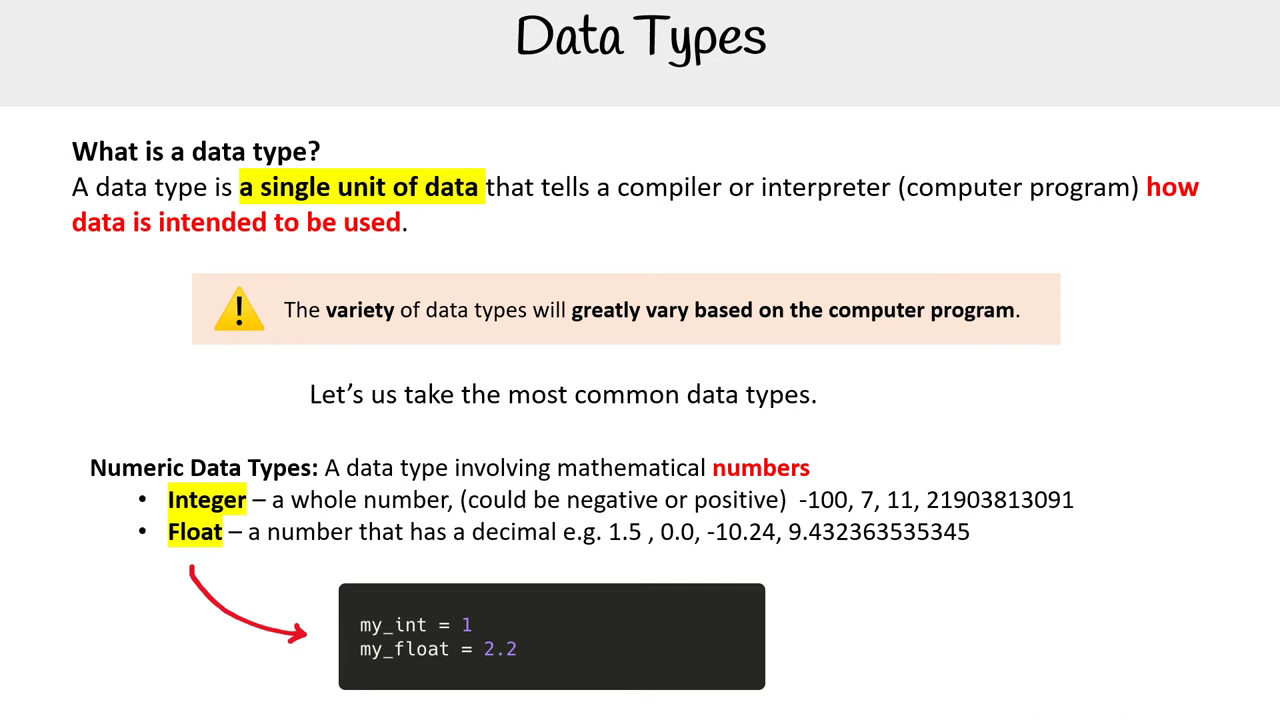 Data Types
What is a data type?
A data type is a single unit of data that tells a compiler or interpreter (computer program) how
data is intended to be used.
The variety of data types will greatly vary based on the computer program.
Let’s us take the most common data types.
Numeric Data Types: A data type involving mathematical numbers
• Integer – a whole number, (could be negative or positive) -100, 7, 11, 21903813091
• Float – a number that has a decimal e.g. 1.5 , 0.0, -10.24, 9.432363535345
my_int = 1
my_float = 2.2